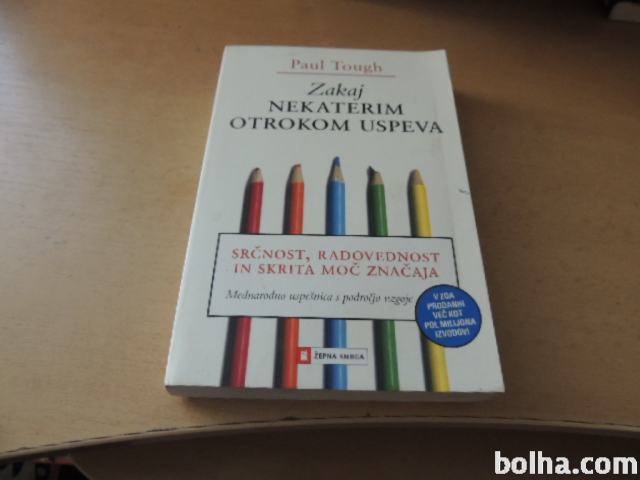 Paul Tough
Zakaj
NEKATERIM
OTROKOM USPEVA
SRČNOST, RADOVEDNOST
IN SKRITA MOČ ZNAČAJA
Mednarodna uspešnica s področja vzgoje
V ZDA
PRODANIH
VEČ KOT
POL MILIJONA
IZVODOV!
ŽEPNA KNJIGA
bolha.com